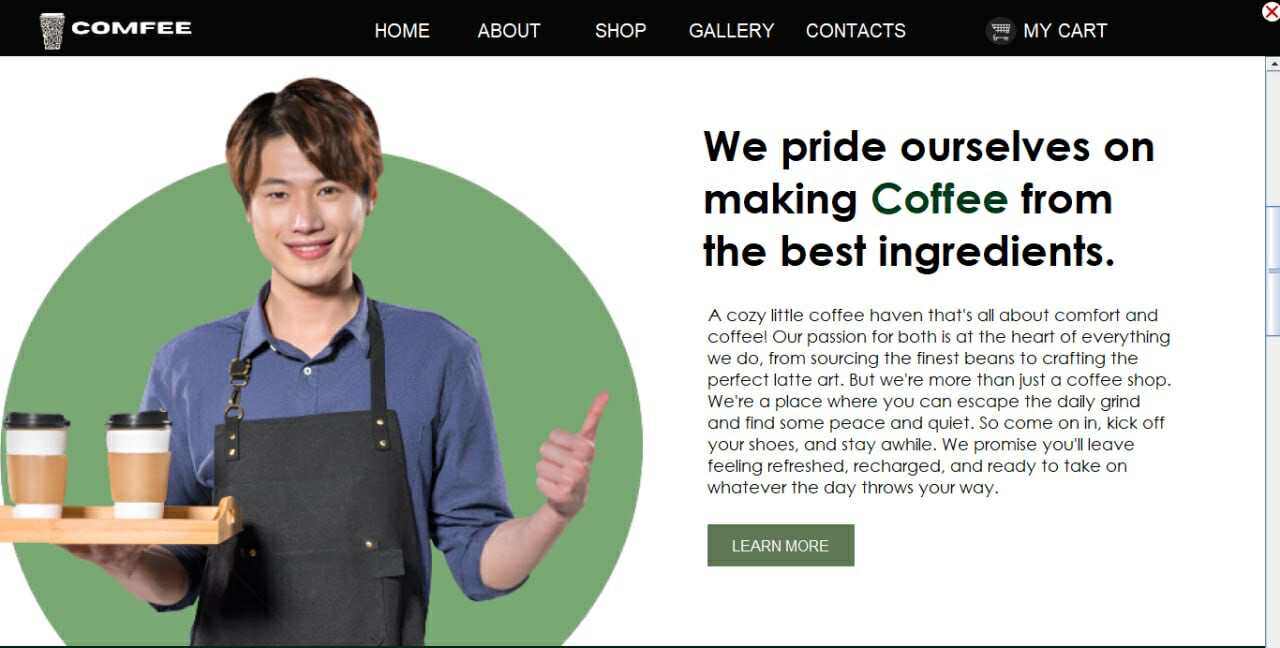 COMFEE
HOME
ABOUT
SHOP
GALLERY
CONTACTS
MY CART
We pride ourselves on
making Coffee from
the best ingredients.
A cozy little coffee haven that's all about comfort and
coffee! Our passion for both is at the heart of everything
we do, from sourcing the finest beans to crafting the
perfect latte art. But we're more than just a coffee shop.
We're a place where you can escape the daily grind
and find some peace and quiet. So come on in, kick off
your shoes, and stay awhile. We promise you'll leave
feeling refreshed, recharged, and ready to take on
whatever the day throws your way.
LEARN MORE